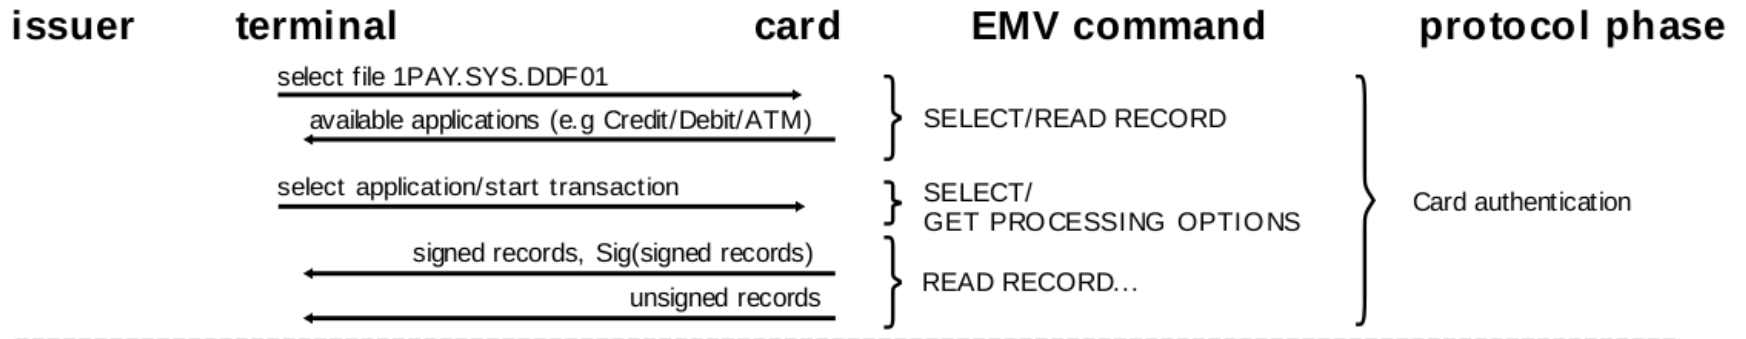 issuer terminal card EMV command protocol phase
select file 1PAY.SYS.DDF01
available applications (e.g Credit/Debit/ATM)
SELECT/READ RECORD
select application/start transaction
SELECT/
GET PROCESSING OPTIONS
Card authentication
signed records, Sig(signed records)
READ RECORD...
unsigned records